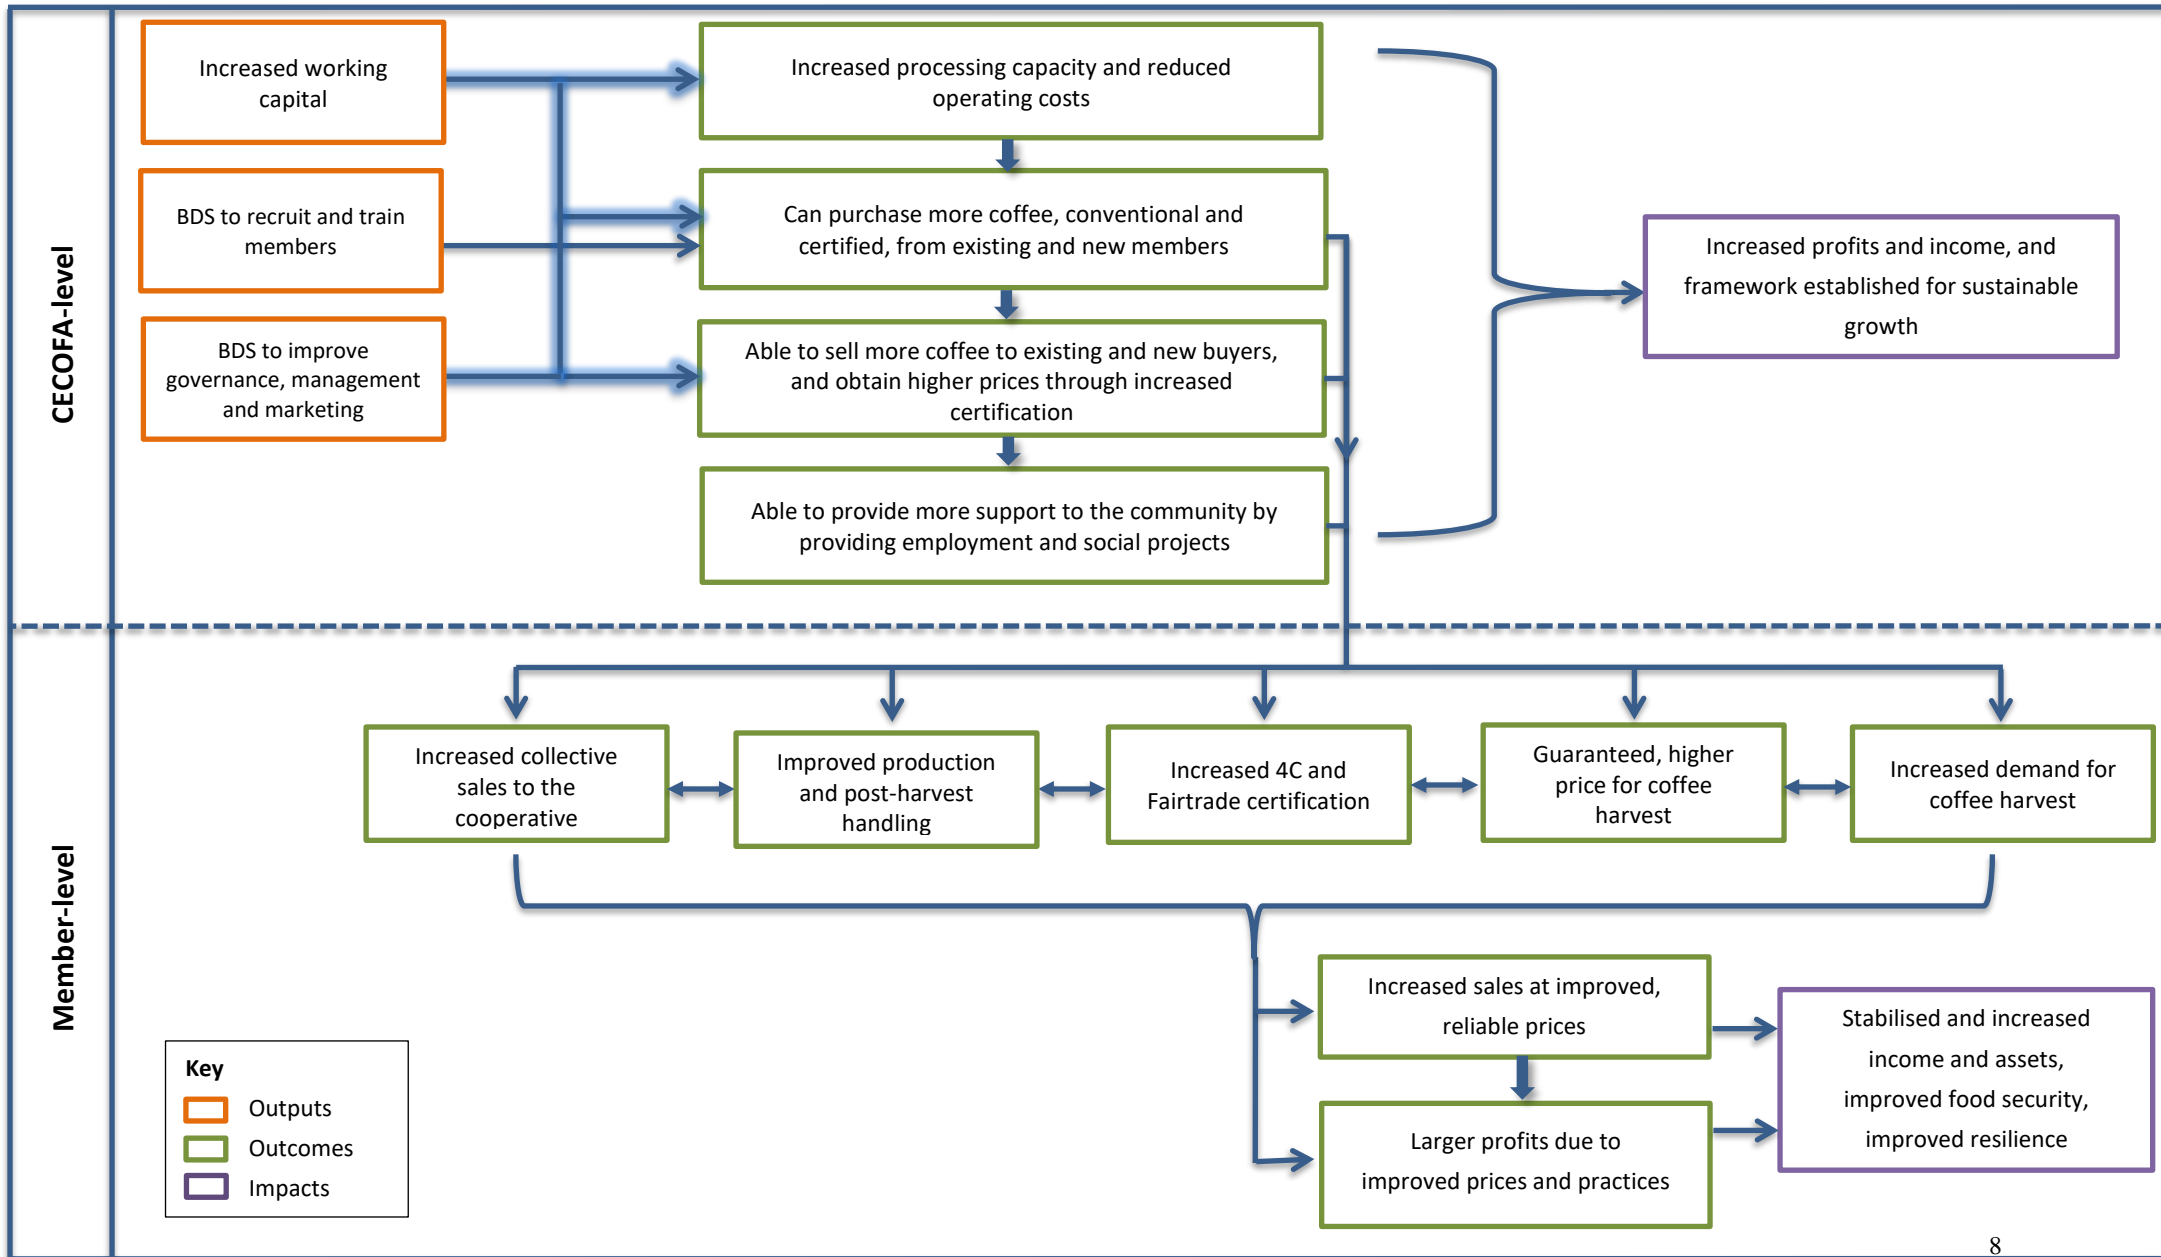 CECOFA-level
Increased working
capital
BDS to recruit and train
members
BDS to improve
governance, management
and marketing
Increased processing capacity and reduced
operating costs
Can purchase more coffee, conventional and
certified, from existing and new members
Able to sell more coffee to existing and new buyers,
and obtain higher prices through increased
certification
Able to provide more support to the community by
providing employment and social projects
Increased profits and income, and
framework established for sustainable
growth
Member-level
Increased collective
sales to the
cooperative
Improved production
and post-harvest
handling
Increased 4C and
Fairtrade certification
Guaranteed, higher
price for coffee
harvest
Increased demand for
coffee harvest
Increased sales at improved,
reliable prices
Larger profits due to
improved prices and practices
Stabilised and increased
income and assets,
improved food security,
improved resilience
Key
Outputs
Outcomes
Impacts
8